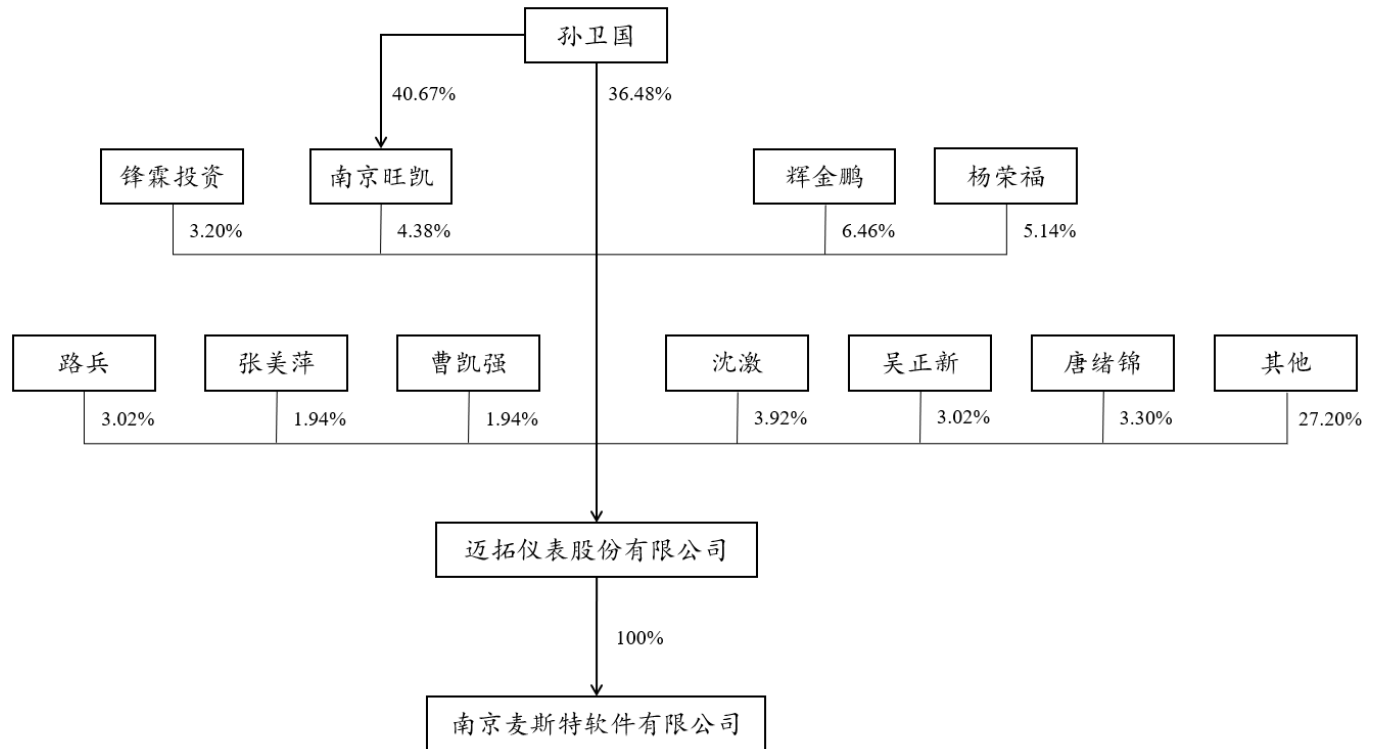 孙卫国
40.67%
36.48%
锋霖投资
南京旺凯
辉金鹏
杨荣福
3.20%
4.38%
6.46%
5.14%
路兵
张美萍
曹凯强
沈激
吴正新
唐绪锦
其他
3.02%
1.94%
1.94%
3.92%
3.02%
3.30%
27.20%
迈拓仪表股份有限公司
100%
南京麦斯特软件有限公司